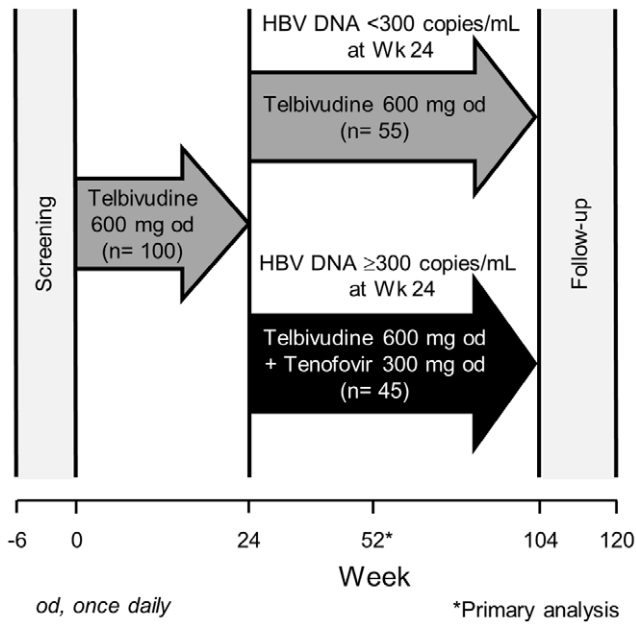 HBV DNA <300 copies/mL
at Wk 24
Telbivudine 600 mg od
(n= 55)
Screening
Telbivudine
600 mg od
(n= 100)
Follow-up
HBV DNA ≥300 copies/mL
at Wk 24
Telbivudine 600 mg od
+ Tenofovir 300 mg od
(n= 45)
-6 0 24 52* 104 120
Week
od, once daily
*Primary analysis